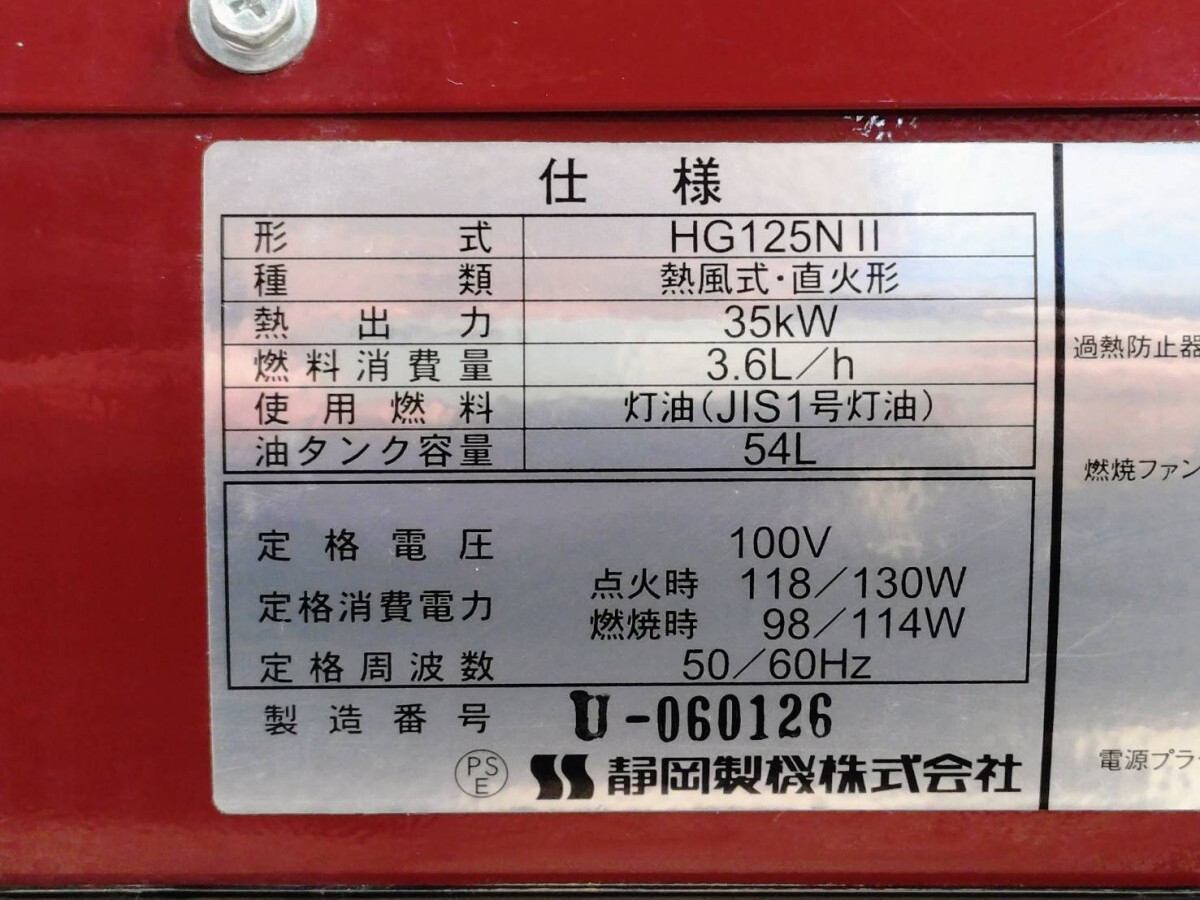 仕様
形式 HG125NII
種類 熱風式・直火形
熱出力 35kW
燃料消費量 3.6L/h
使用燃料 灯油(JIS1号灯油)
油タンク容量 54L
定格電圧 100V
定格消費電力 点火時 118/130W
燃焼時 98/114W
定格周波数 50/60Hz
製造番号 U-060126
PSE 静岡製機株式会社
過熱防止器
燃焼ファン
電源プラ